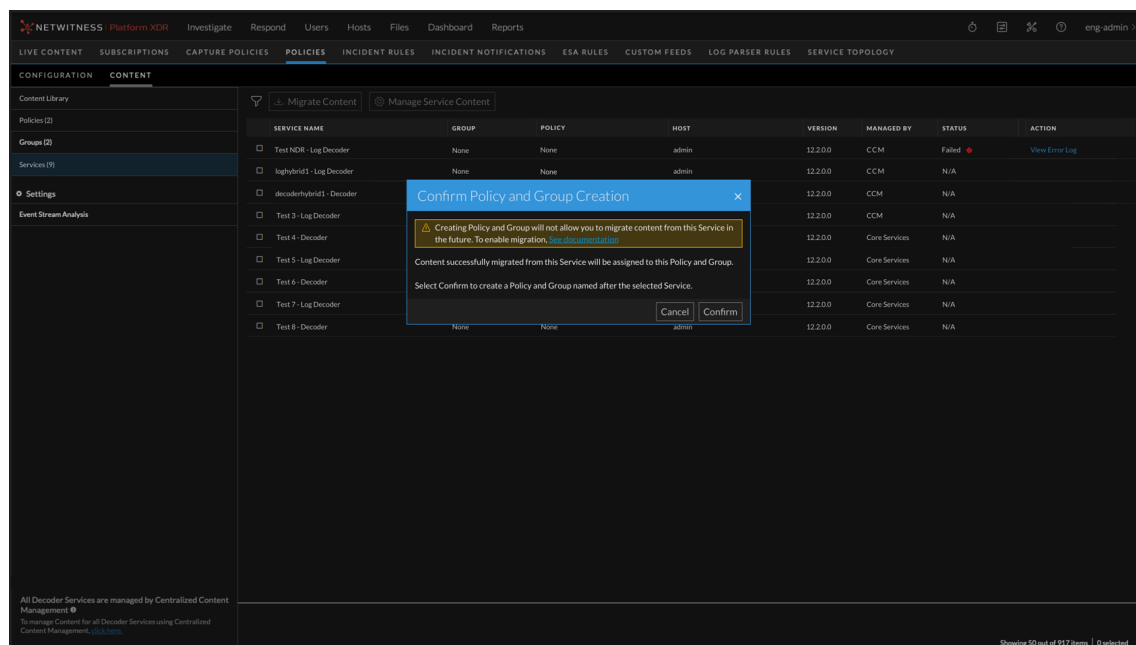 NETWITNESS Platform XDR Investigate Respond Users Hosts Files Dashboard Reports eng-admin
LIVE CONTENT SUBSCRIPTIONS CAPTURE POLICIES POLICIES INCIDENT RULES INCIDENT NOTIFICATIONS ESA RULES CUSTOM FEEDS LOG PARSER RULES SERVICE TOPOLOGY
CONFIGURATION CONTENT
Content Library
Policies (2)
Groups (2)
Services (9)
Settings
Event Stream Analysis
Migrate Content Manage Service Content
SERVICE NAME GROUP POLICY HOST VERSION MANAGED BY STATUS ACTION
Test NDR - Log Decoder None None admin 12.2.0.0 CCM Failed View Error Log
loghybrid1 - Log Decoder None None admin 12.2.0.0 CCM N/A
decoderhybrid1 - Decoder 12.2.0.0 CCM N/A
Test 3 - Log Decoder 12.2.0.0 CCM N/A
Test 4 - Decoder 12.2.0.0 Core Services N/A
Test 5 - Log Decoder 12.2.0.0 Core Services N/A
Test 6 - Decoder 12.2.0.0 Core Services N/A
Test 7 - Log Decoder 12.2.0.0 Core Services N/A
Test 8 - Decoder None None admin 12.2.0.0 Core Services N/A
Confirm Policy and Group Creation
Creating Policy and Group will not allow you to migrate content from this Service in
the future. To enable migration, See documentation
Content successfully migrated from this Service will be assigned to this Policy and Group.
Select Confirm to create a Policy and Group named after the selected Service.
Cancel Confirm
All Decoder Services are managed by Centralized Content
Management
To manage Content for all Decoder Services using Centralized
Content Management, click here.
Showing 50 out of 917 items | 0 selected